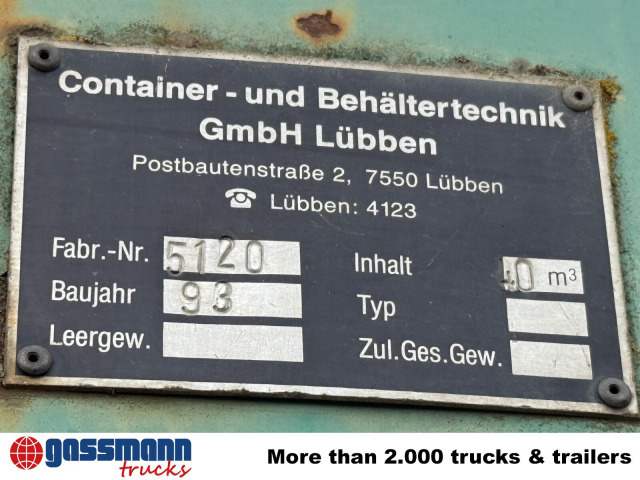 Container - und Behältertechnik
GmbH Lübben
Postbautenstraße 2, 7550 Lübben
☎ Lübben: 4123
Fabr.-Nr. 5120
Baujahr 93
Leergew.
Inhalt 40 m³
Typ
Zul.Ges.Gew.
gassmann
trucks
More than 2.000 trucks & trailers